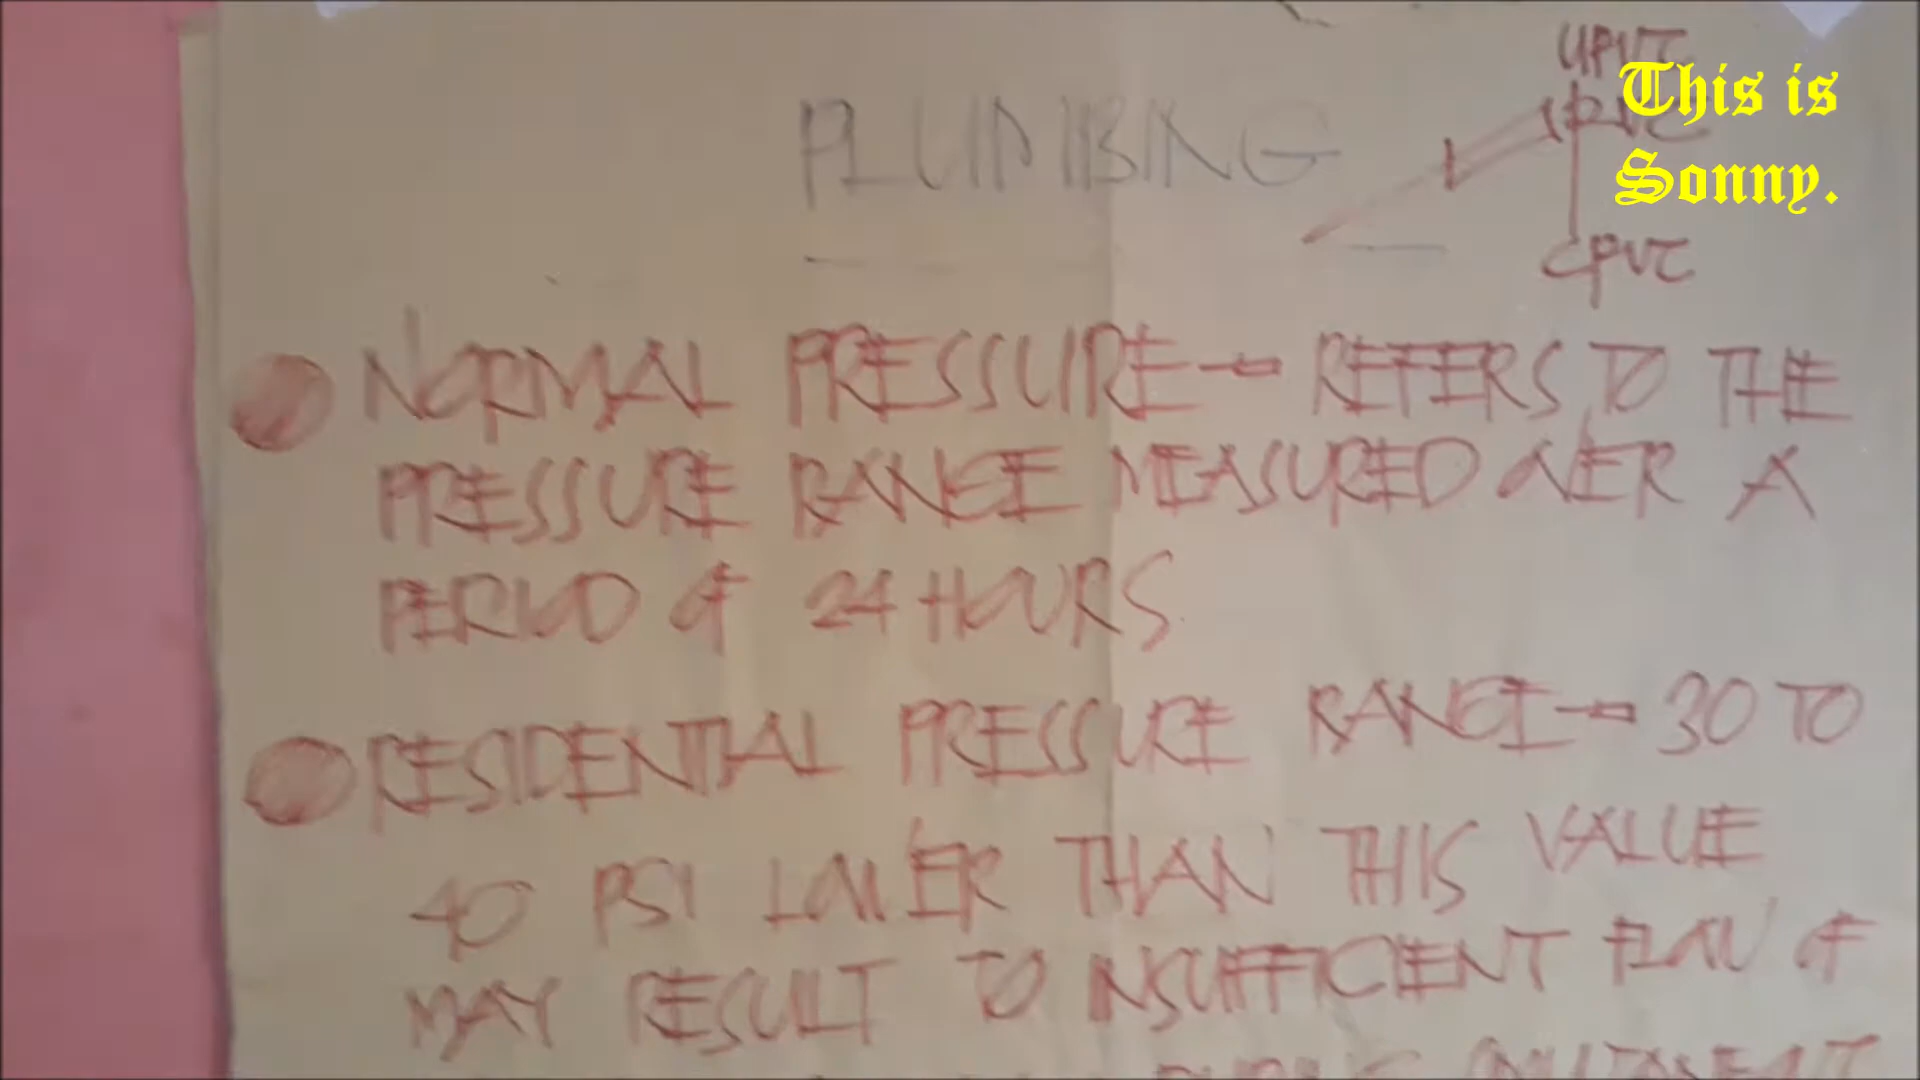 UPVC
This is
Sonny.
PLUMBING
CPVC
NORMAL PRESSURE - REFERS TO THE
PRESSURE RANGE MEASURED OVER A
PERIOD OF 24 HOURS
RESIDENTIAL PRESSURE RANGE - 30 TO
40 PSI LOWER THAN THIS VALUE
MAY RESULT TO INSUFFICIENT FLOW OF